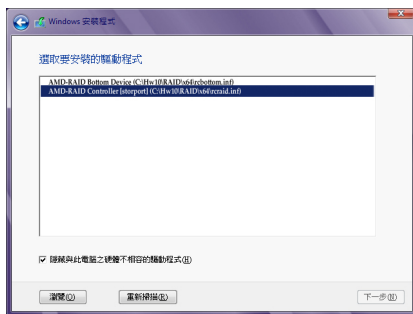 Windows 安裝程式
選取要安裝的驅動程式
AMD-RAID Bottom Device (C:\Hw10\RAID\x64\rcbottom.inf)
AMD-RAID Controller [storport] (C:\Hw10\RAID\x64\rcraid.inf)
隱藏與此電腦之硬體不相容的驅動程式(H)
瀏覽(O)
重新掃描(R)
下一步(N)